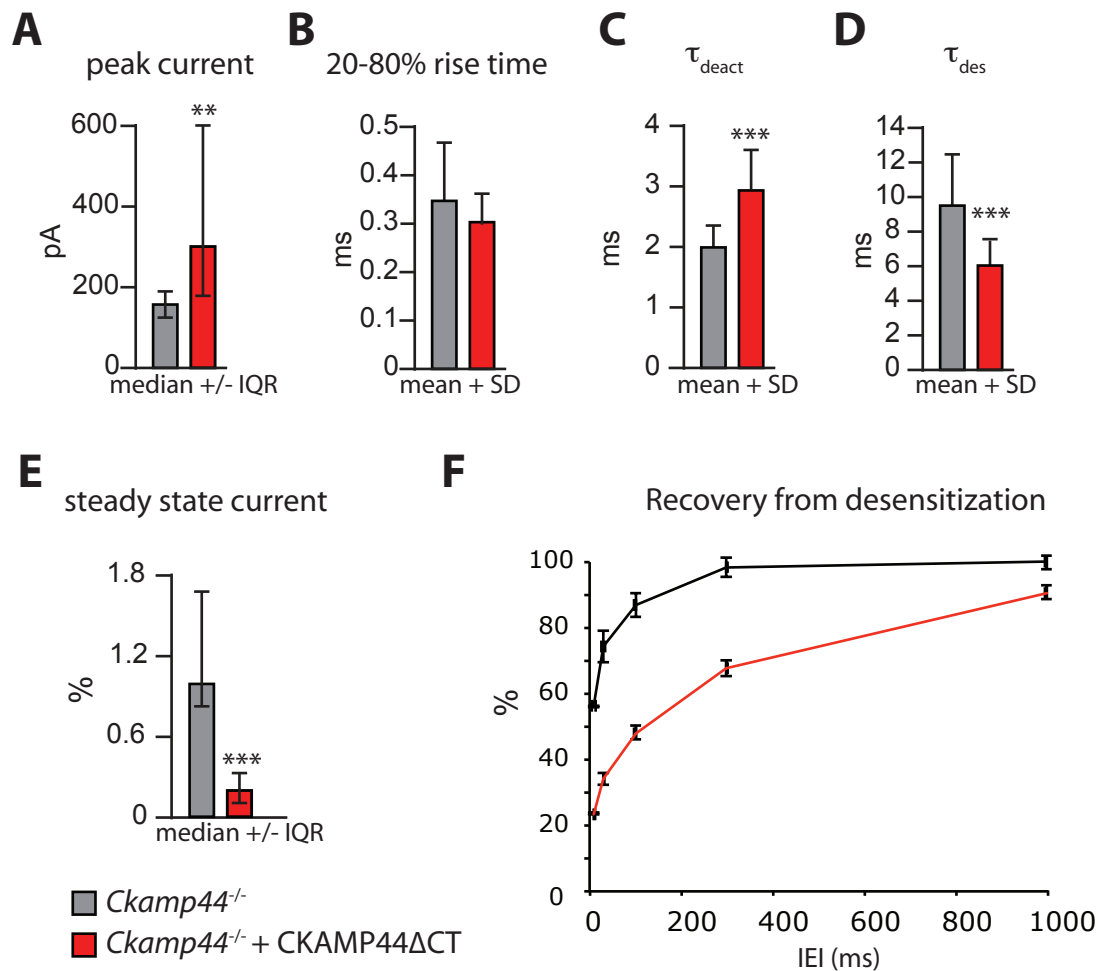 A
peak current
**
600
400
200
0
pA
median +/- IQR
B
20-80% rise time
0.5
0.4
0.3
0.2
0.1
0
ms
mean + SD
C
τdeact
***
4
3
2
1
0
ms
mean + SD
D
τdes
***
14
12
10
8
6
4
2
0
ms
mean + SD
E
steady state current
1.8
1.2
0.6
0
%
***
median +/- IQR
F
Recovery from desensitization
100
80
60
40
20
0
%
0 200 400 600 800 1000
IEI (ms)
Ckamp44-/-
Ckamp44-/- + CKAMP44ΔCT